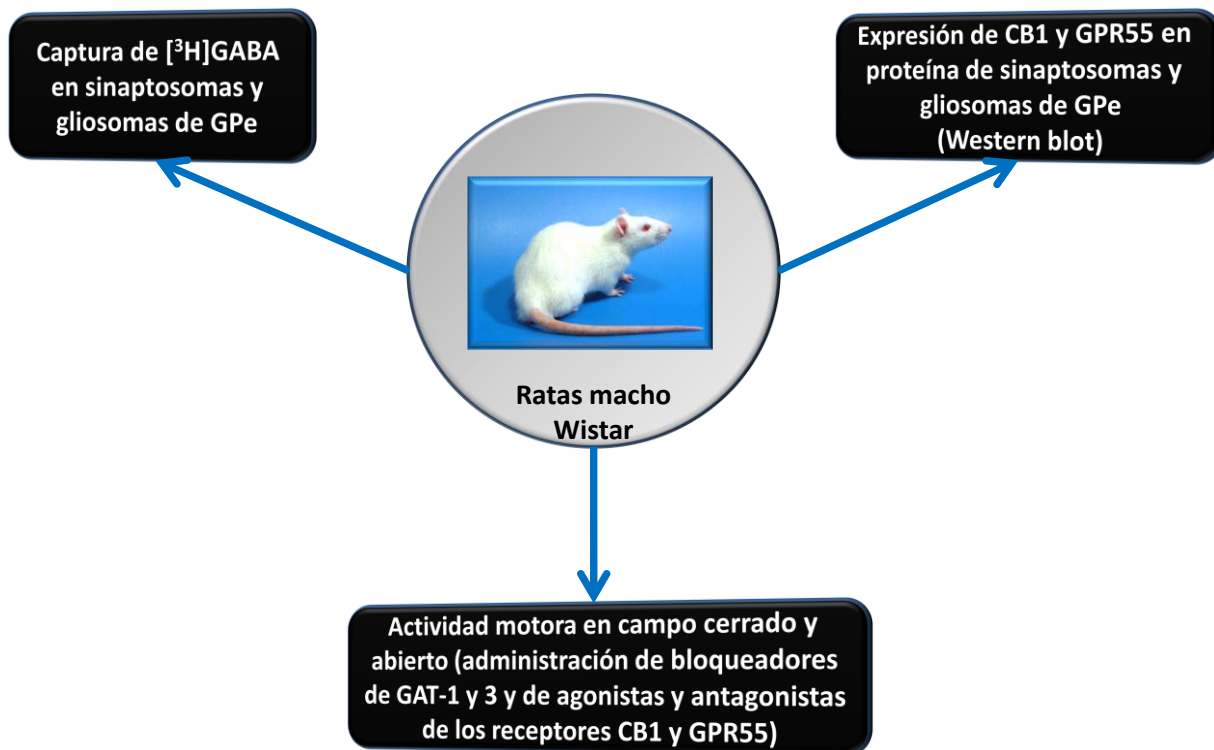 Captura de [³H]GABA
en sinaptosomas y
gliosomas de GPe
Expresión de CB1 y GPR55 en
proteína de sinaptosomas y
gliosomas de GPe
(Western blot)
Ratas macho
Wistar
Actividad motora en campo cerrado y
abierto (administración de bloqueadores
de GAT-1 y 3 y de agonistas y antagonistas
de los receptores CB1 y GPR55)